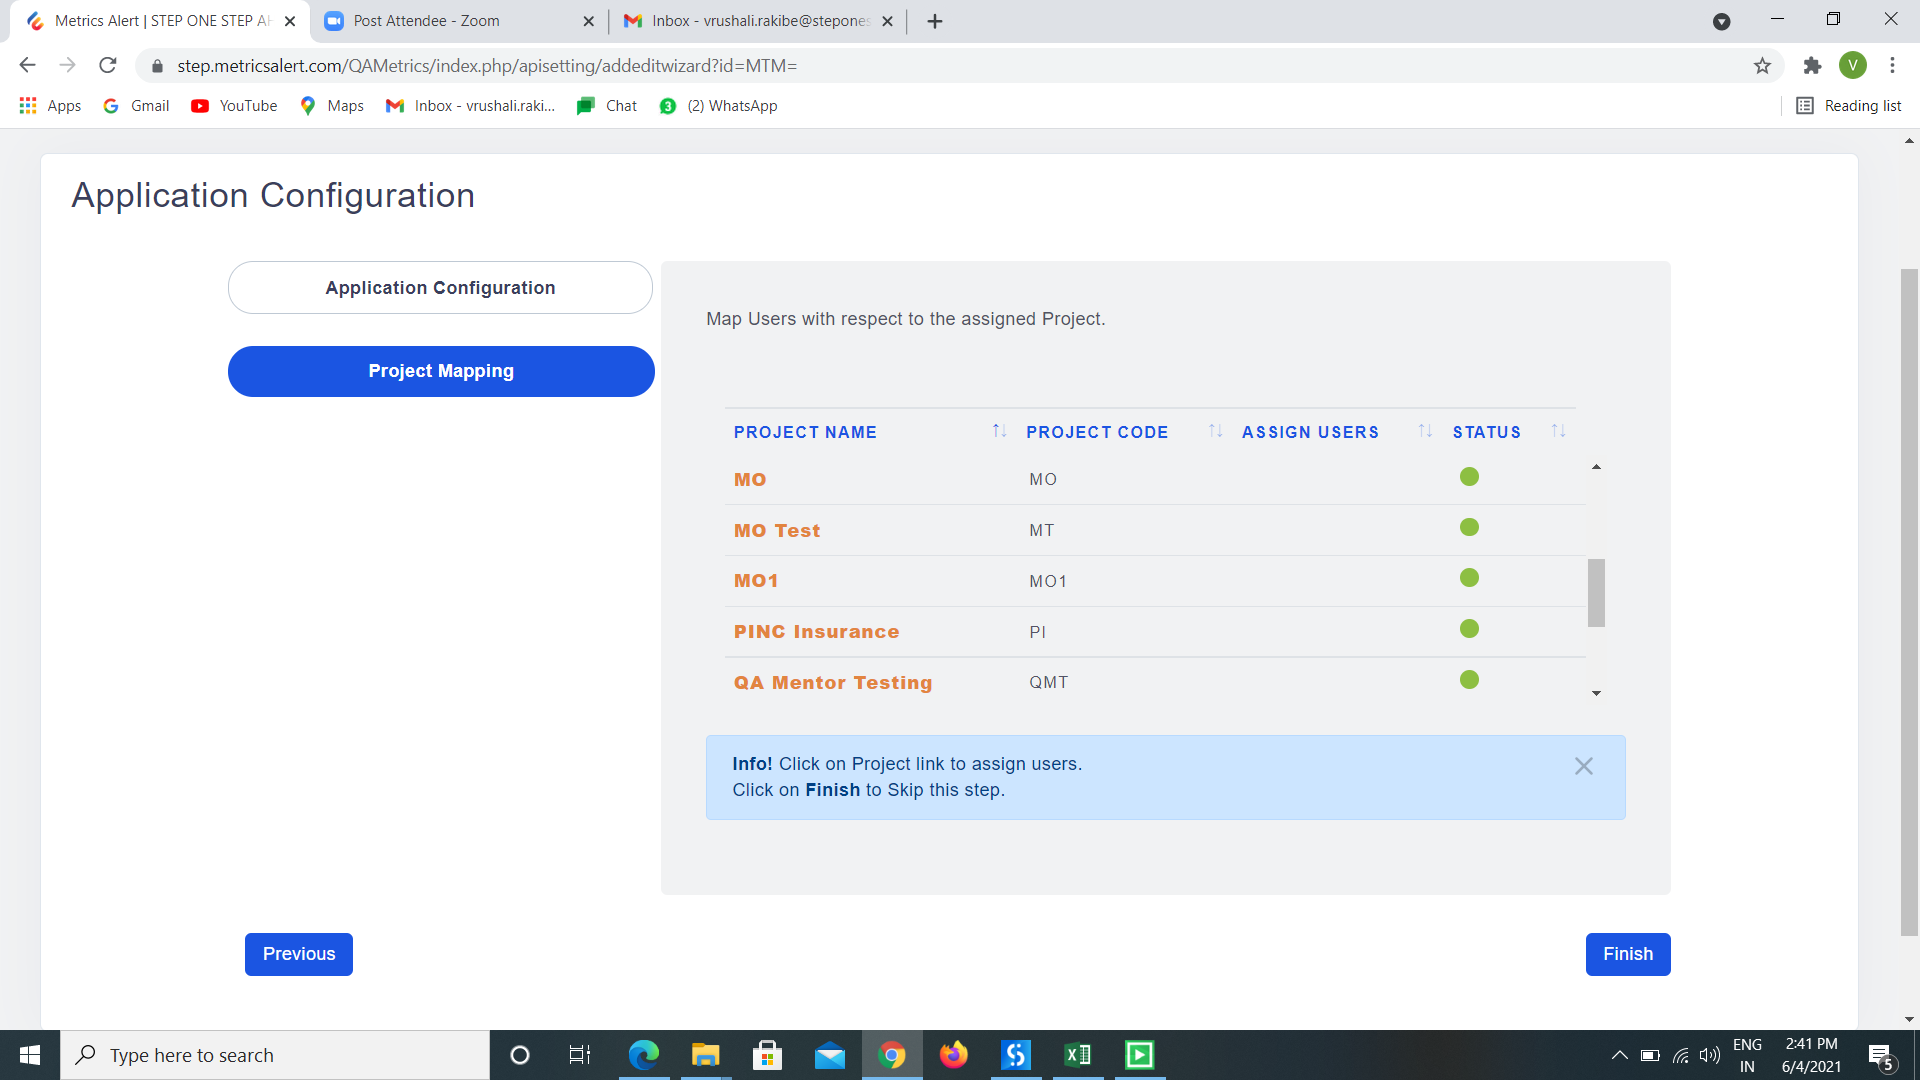 Metrics Alert | STEP ONE STEP AH
Post Attendee - Zoom
Inbox - vrushali.rakibe@stepones
step.metricsalert.com/QAMetrics/index.php/apisetting/addeditwizard?id=MTM=
V
Apps
Gmail
YouTube
Maps
Inbox - vrushali.raki...
Chat
3
(2) WhatsApp
Reading list
Application Configuration
Application Configuration
Project Mapping
Map Users with respect to the assigned Project.
PROJECT NAME PROJECT CODE ASSIGN USERS STATUS
MO MO
MO Test MT
MO1 MO1
PINC Insurance PI
QA Mentor Testing QMT
Info! Click on Project link to assign users.
Click on Finish to Skip this step.
Previous
Finish
Type here to search
ENG
IN
2:41 PM
6/4/2021
5